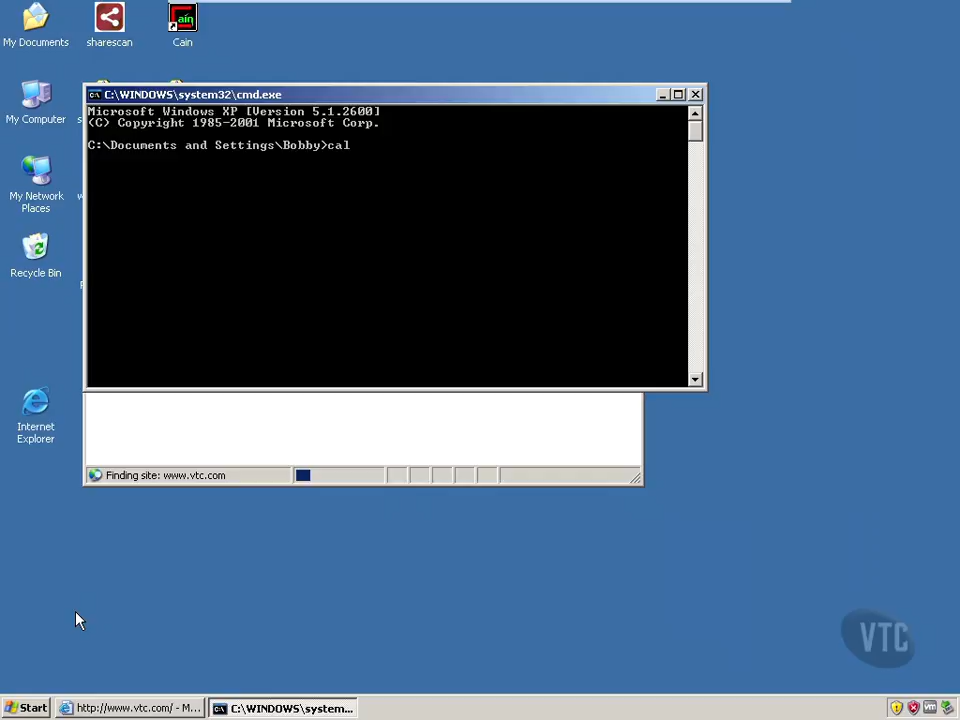 My Documents
sharescan
Cain
My Computer
My Network
Places
Recycle Bin
Internet
Explorer
C:\WINDOWS\system32\cmd.exe
Microsoft Windows XP [Version 5.1.2600]
(C) Copyright 1985-2001 Microsoft Corp.
C:\Documents and Settings\Bobby>cal
Finding site: www.vtc.com
VTC
Start
http://www.vtc.com/ - M...
C:\WINDOWS\system...